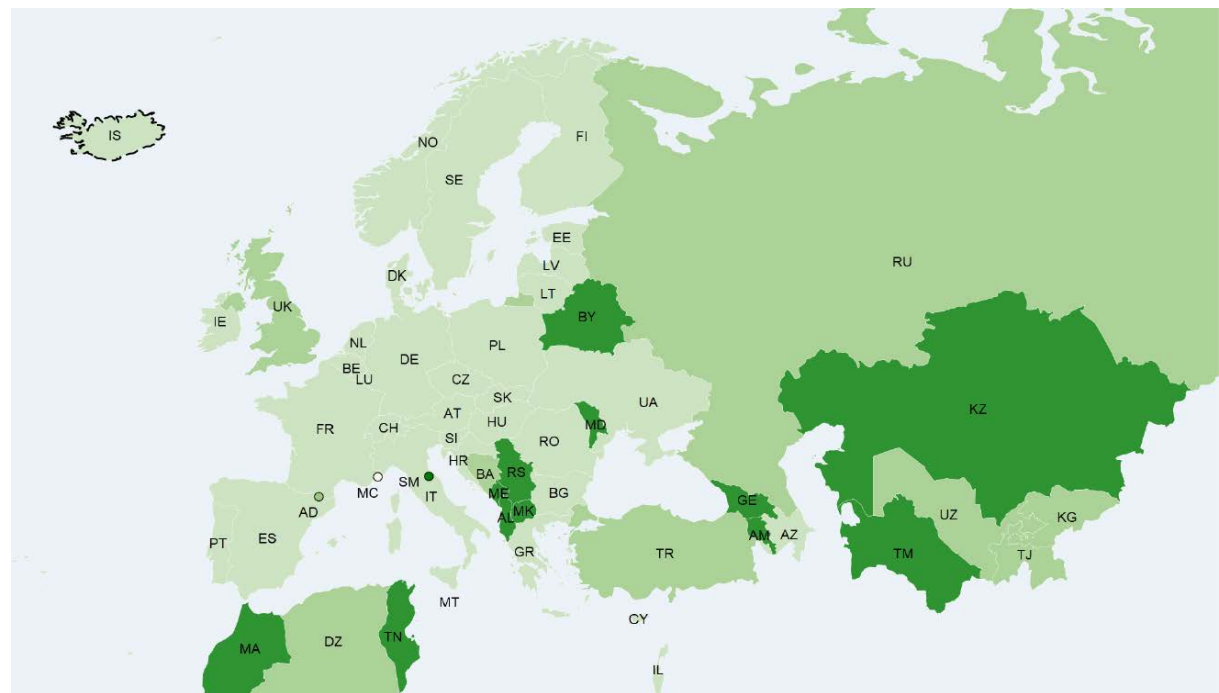 IS
NO
FI
SE
EE
RU
LV
DK
LT
UK
BY
IE
NL
DE
PL
BE
LU
CZ
SK
UA
KZ
AT
HU
FR
CH
MD
SI
RO
HR
BA
RS
SM
MC
IT
ME
BG
GE
AD
MK
UZ
KG
AL
PT
ES
AM
AZ
GR
TR
TM
TJ
MT
CY
TN
DZ
MA
IL